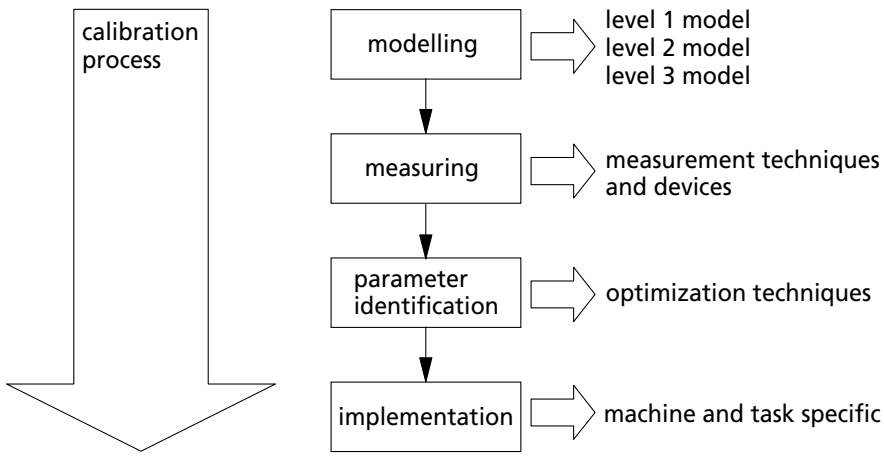 calibration
process
modelling
level 1 model
level 2 model
level 3 model
measuring
measurement techniques
and devices
parameter
identification
optimization techniques
implementation
machine and task specific